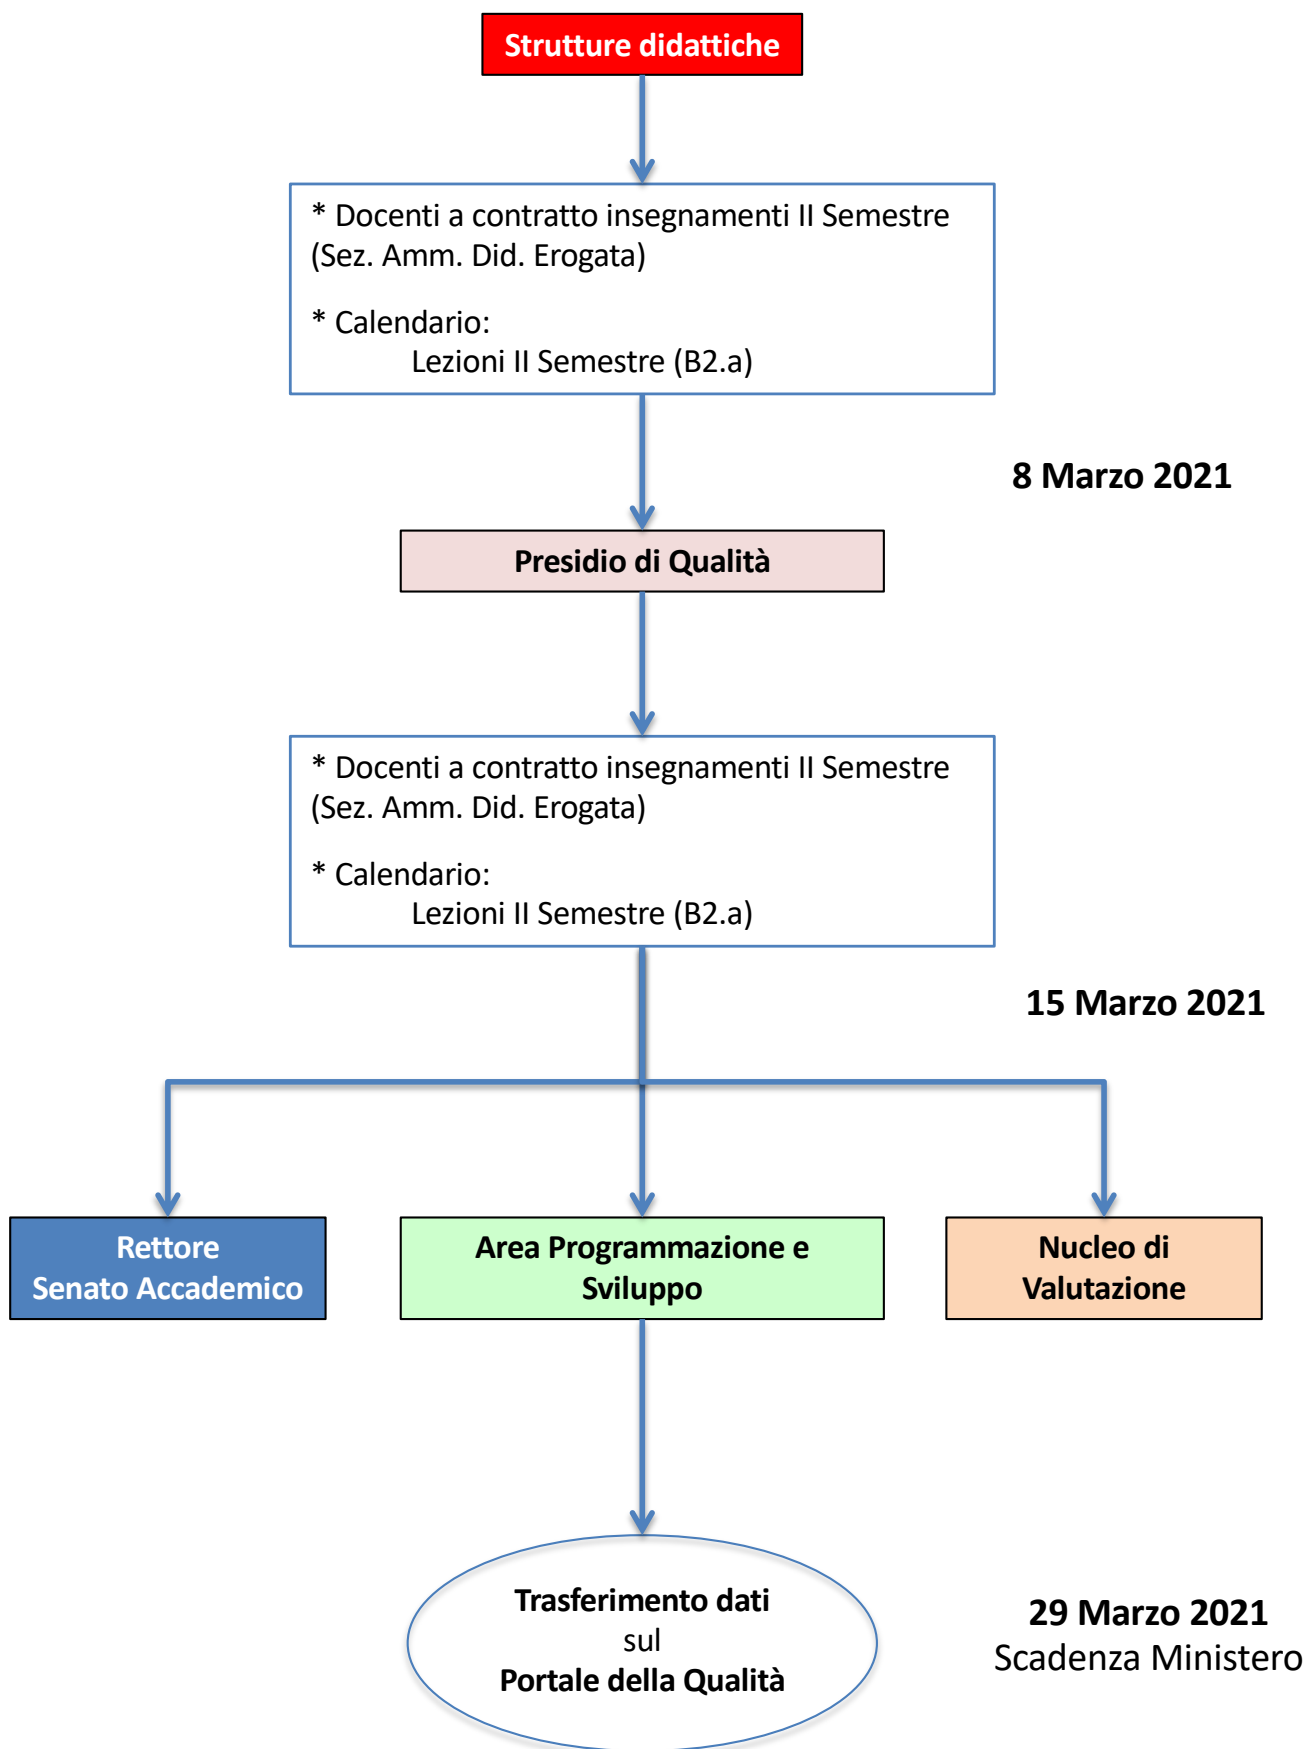 Strutture didattiche
* Docenti a contratto insegnamenti II Semestre
(Sez. Amm. Did. Erogata)
* Calendario:
Lezioni II Semestre (B2.a)
8 Marzo 2021
Presidio di Qualità
* Docenti a contratto insegnamenti II Semestre
(Sez. Amm. Did. Erogata)
* Calendario:
Lezioni II Semestre (B2.a)
15 Marzo 2021
Rettore
Senato Accademico
Area Programmazione e
Sviluppo
Nucleo di
Valutazione
Trasferimento dati
sul
Portale della Qualità
29 Marzo 2021
Scadenza Ministero